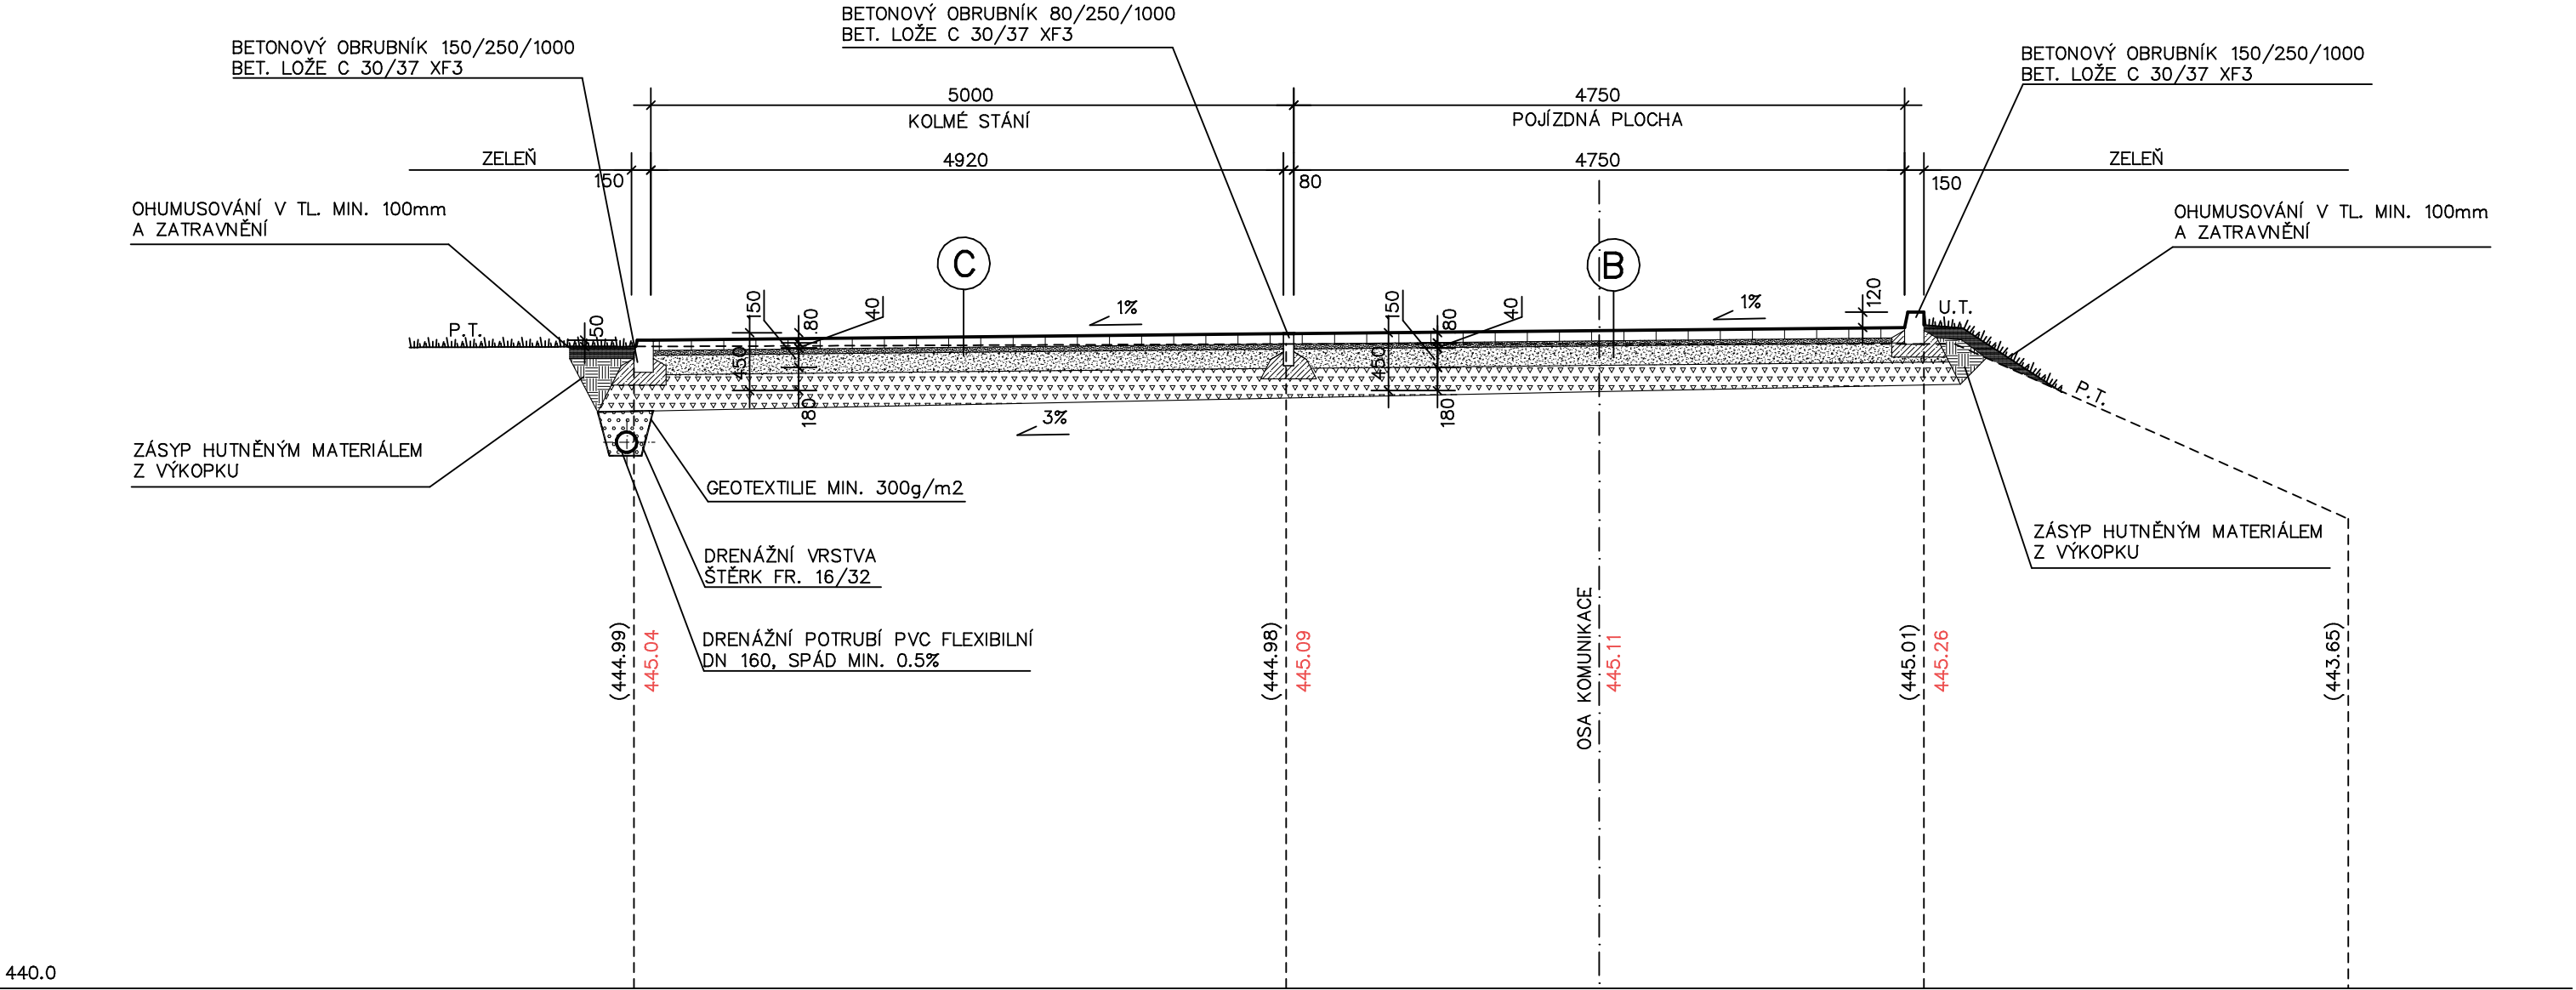 BETONOVÝ OBRUBNÍK 80/250/1000
BET. LOŽE C 30/37 XF3
BETONOVÝ OBRUBNÍK 150/250/1000
BET. LOŽE C 30/37 XF3
BETONOVÝ OBRUBNÍK 150/250/1000
BET. LOŽE C 30/37 XF3
5000
4750
KOLMÉ STÁNÍ
POJÍZDNÁ PLOCHA
ZELEŇ
4920
4750
ZELEŇ
150
80
150
OHUMUSOVÁNÍ V TL. MIN. 100mm
A ZATRAVNĚNÍ
OHUMUSOVÁNÍ V TL. MIN. 100mm
A ZATRAVNĚNÍ
C
B
150
80
40
1%
150
80
40
1%
120
U.T.
P.T.
50
450
180
450
180
3%
P.T.
ZÁSYP HUTNĚNÝM MATERIÁLEM
Z VÝKOPKU
GEOTEXTILIE MIN. 300g/m2
ZÁSYP HUTNĚNÝM MATERIÁLEM
Z VÝKOPKU
DRENÁŽNÍ VRSTVA
ŠTĚRK FR. 16/32
DRENÁŽNÍ POTRUBÍ PVC FLEXIBILNÍ
DN 160, SPÁD MIN. 0.5%
(444.99)
445.04
(444.98)
445.09
OSA KOMUNIKACE
445.11
(445.01)
445.26
(443.65)
440.0